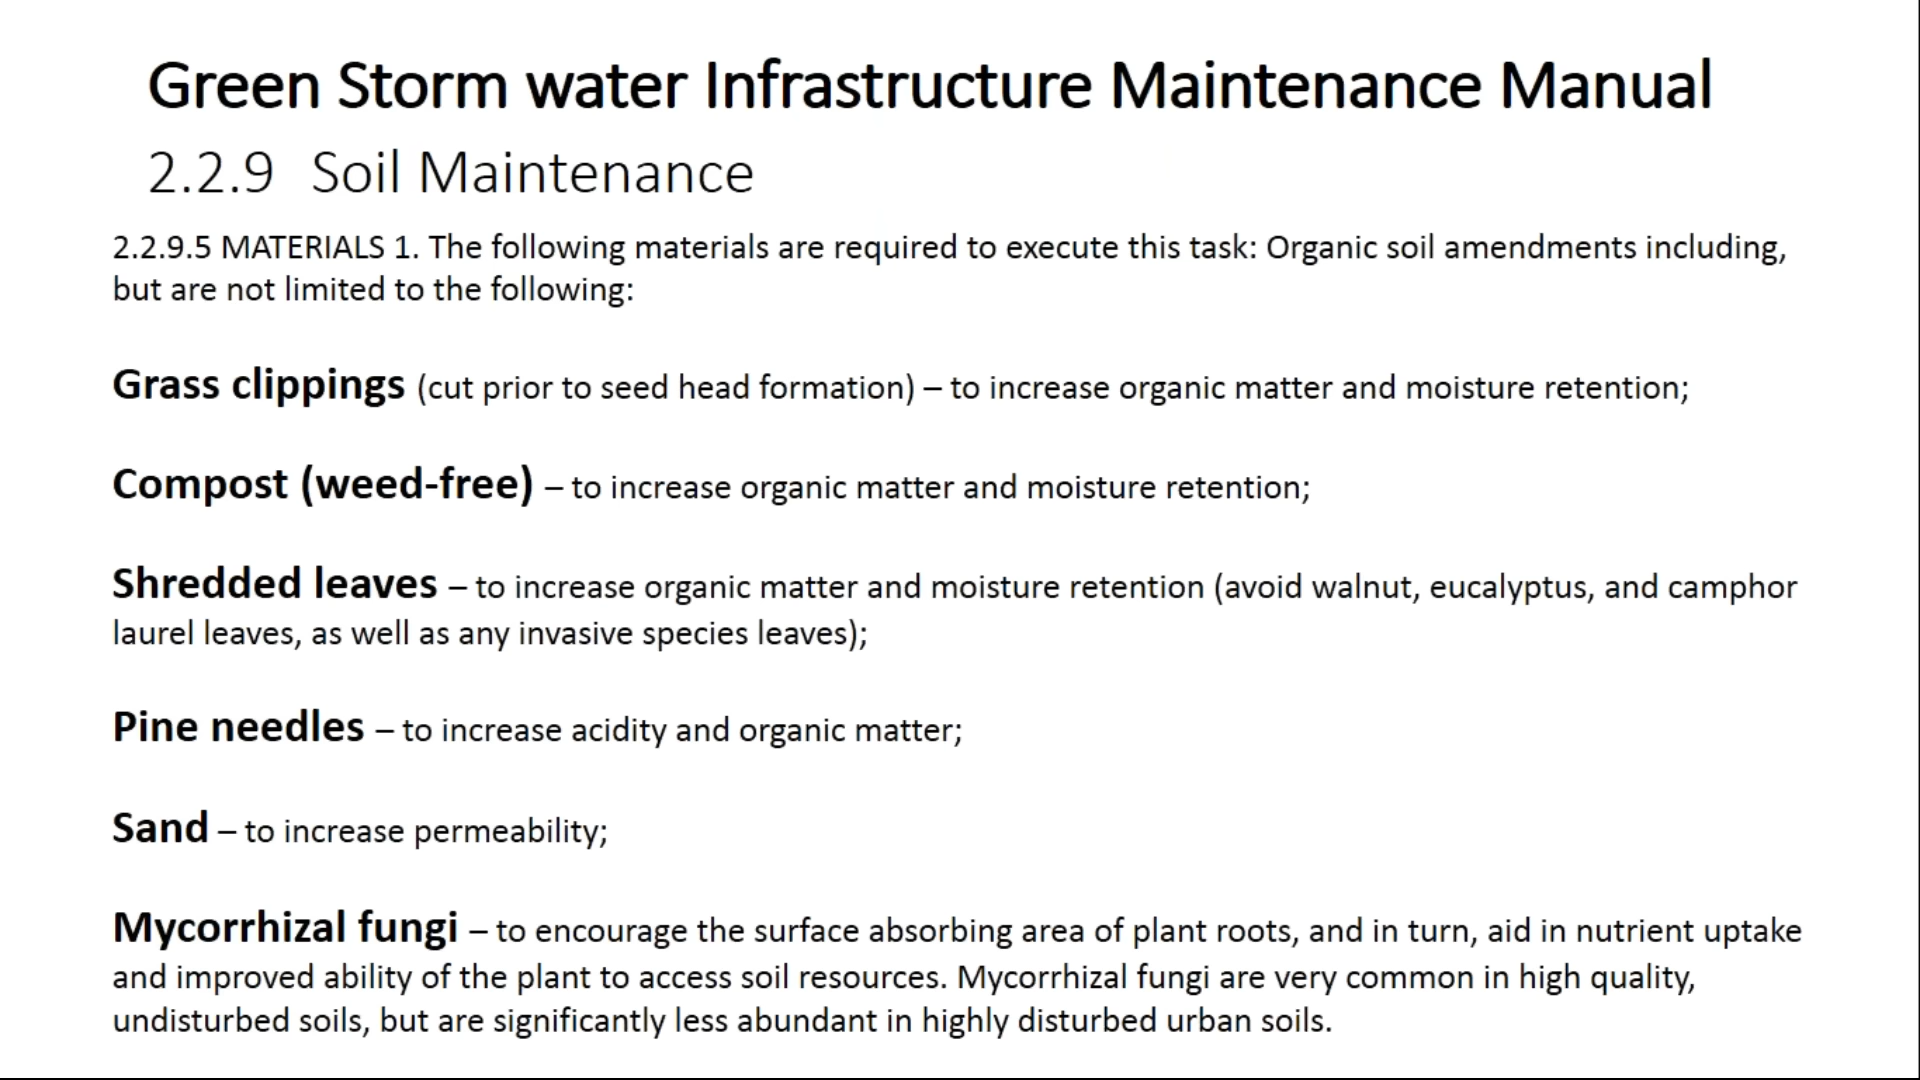 Green Storm water Infrastructure Maintenance Manual
2.2.9 Soil Maintenance
2.2.9.5 MATERIALS 1. The following materials are required to execute this task: Organic soil amendments including,
but are not limited to the following:
Grass clippings (cut prior to seed head formation) – to increase organic matter and moisture retention;
Compost (weed-free) – to increase organic matter and moisture retention;
Shredded leaves – to increase organic matter and moisture retention (avoid walnut, eucalyptus, and camphor
laurel leaves, as well as any invasive species leaves);
Pine needles – to increase acidity and organic matter;
Sand – to increase permeability;
Mycorrhizal fungi – to encourage the surface absorbing area of plant roots, and in turn, aid in nutrient uptake
and improved ability of the plant to access soil resources. Mycorrhizal fungi are very common in high quality,
undisturbed soils, but are significantly less abundant in highly disturbed urban soils.